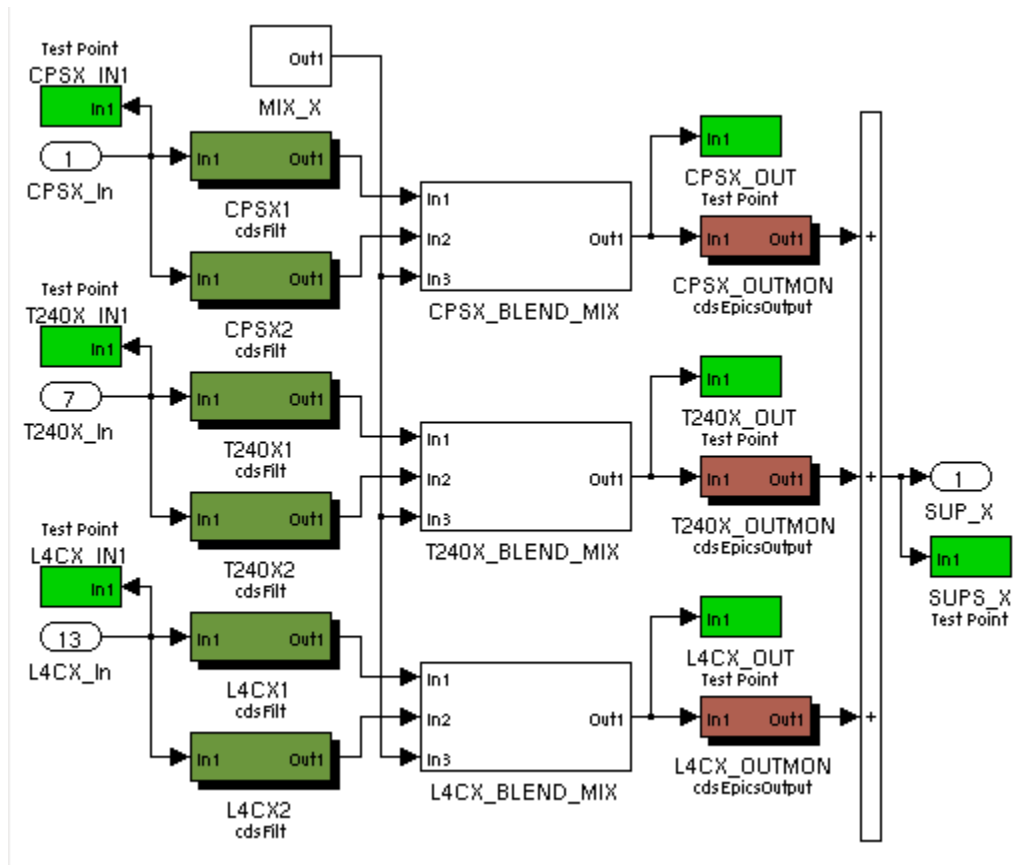 Test Point
CPSX_IN1
In1
1
CPSX_In
Out1
MIX_X
In1 Out1
CPSX1
cdsFilt
In1 Out1
CPSX2
cdsFilt
In1
In2 Out1
In3
CPSX_BLEND_MIX
In1
CPSX_OUT
Test Point
In1 Out1
CPSX_OUTMON
cdsEpicsOutput
+
Test Point
T240X_IN1
In1
7
T240X_In
In1 Out1
T240X1
cdsFilt
In1 Out1
T240X2
cdsFilt
In1
In2 Out1
In3
T240X_BLEND_MIX
In1
T240X_OUT
Test Point
In1 Out1
T240X_OUTMON
cdsEpicsOutput
+
1
SUP_X
In1
SUPS_X
Test Point
Test Point
L4CX_IN1
In1
13
L4CX_In
In1 Out1
L4CX1
cdsFilt
In1 Out1
L4CX2
cdsFilt
In1
In2 Out1
In3
L4CX_BLEND_MIX
In1
L4CX_OUT
Test Point
In1 Out1
L4CX_OUTMON
cdsEpicsOutput
+